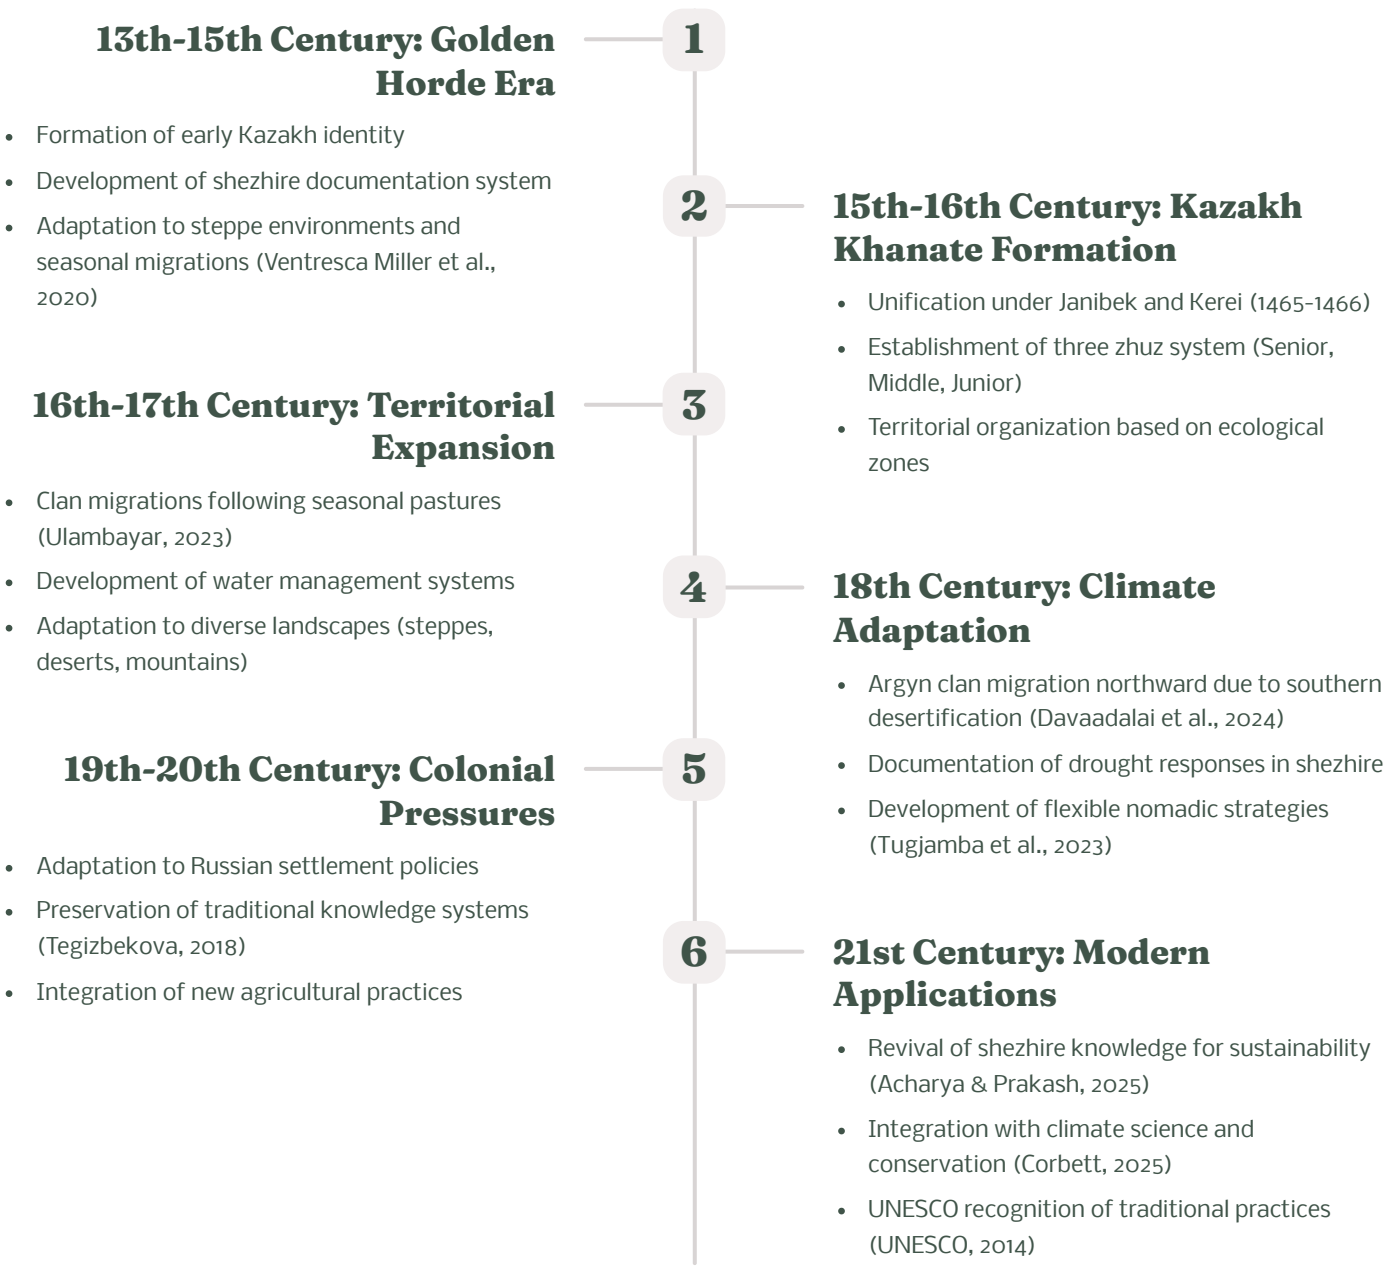 1
13th-15th Century: Golden
Horde Era
• Formation of early Kazakh identity
• Development of shezhire documentation system
• Adaptation to steppe environments and
seasonal migrations (Ventresca Miller et al.,
2020)
2
15th-16th Century: Kazakh
Khanate Formation
• Unification under Janibek and Kerei (1465-1466)
• Establishment of three zhuz system (Senior,
Middle, Junior)
• Territorial organization based on ecological
zones
3
16th-17th Century: Territorial
Expansion
• Clan migrations following seasonal pastures
(Ulambayar, 2023)
• Development of water management systems
• Adaptation to diverse landscapes (steppes,
deserts, mountains)
4
18th Century: Climate
Adaptation
• Argyn clan migration northward due to southern
desertification (Davaadalai et al., 2024)
• Documentation of drought responses in shezhire
• Development of flexible nomadic strategies
(Tugjamba et al., 2023)
5
19th-20th Century: Colonial
Pressures
• Adaptation to Russian settlement policies
• Preservation of traditional knowledge systems
(Tegizbekova, 2018)
• Integration of new agricultural practices
6
21st Century: Modern
Applications
• Revival of shezhire knowledge for sustainability
(Acharya & Prakash, 2025)
• Integration with climate science and
conservation (Corbett, 2025)
• UNESCO recognition of traditional practices
(UNESCO, 2014)